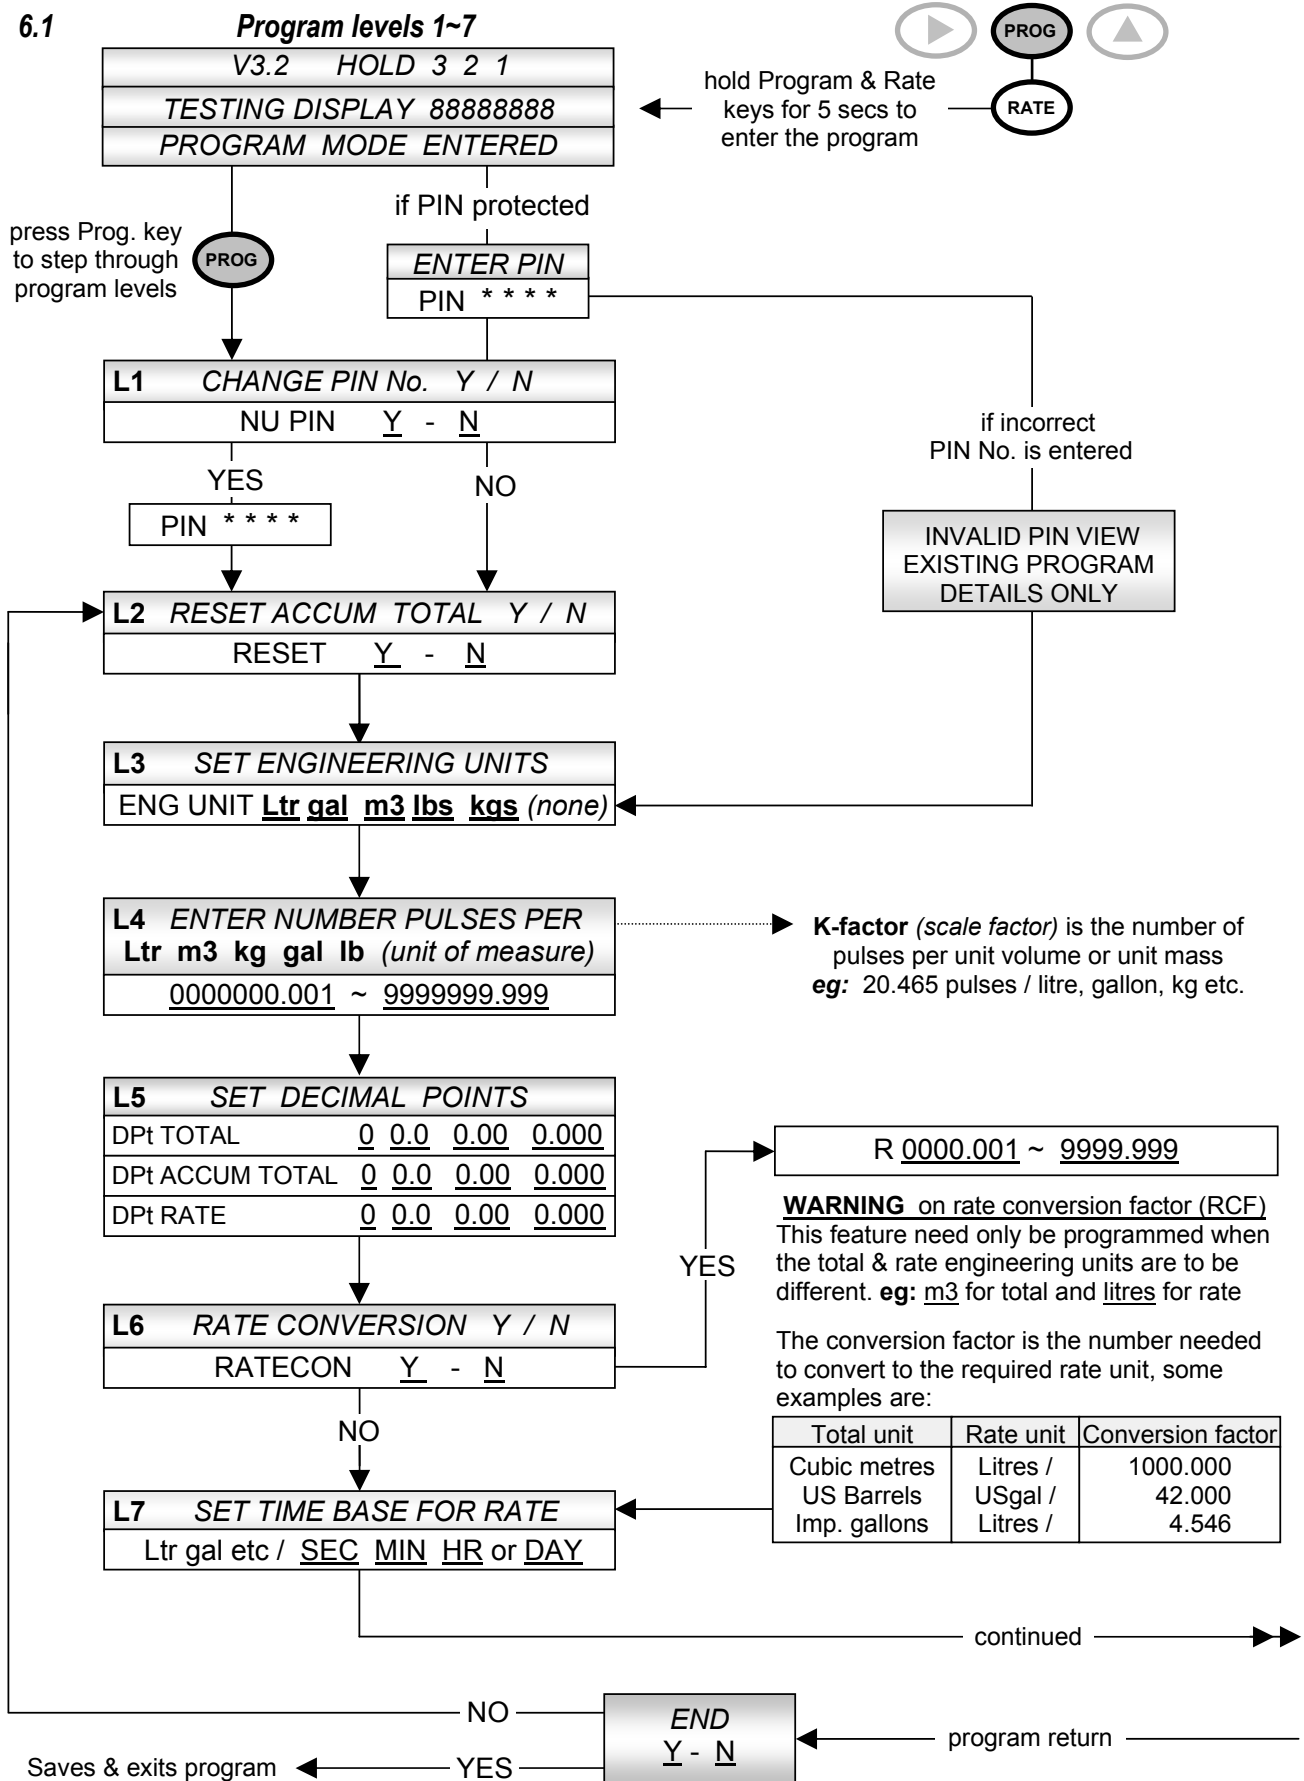 6.1 Program levels 1~7
PROG
V3.2 HOLD 3 2 1
TESTING DISPLAY 88888888
PROGRAM MODE ENTERED
hold Program & Rate
keys for 5 secs to
enter the program
RATE
if PIN protected
press Prog. key
to step through
program levels
PROG
ENTER PIN
PIN * * * *
L1 CHANGE PIN No. Y / N
NU PIN Y - N
if incorrect
PIN No. is entered
YES
NO
PIN * * * *
INVALID PIN VIEW
EXISTING PROGRAM
DETAILS ONLY
L2 RESET ACCUM TOTAL Y / N
RESET Y - N
L3 SET ENGINEERING UNITS
ENG UNIT Ltr gal m3 lbs kgs (none)
L4 ENTER NUMBER PULSES PER
Ltr m3 kg gal lb (unit of measure)
0000000.001 ~ 9999999.999
K-factor (scale factor) is the number of
pulses per unit volume or unit mass
eg: 20.465 pulses / litre, gallon, kg etc.
L5 SET DECIMAL POINTS
DPt TOTAL 0 0.0 0.00 0.000
DPt ACCUM TOTAL 0 0.0 0.00 0.000
DPt RATE 0 0.0 0.00 0.000
R 0000.001 ~ 9999.999
WARNING on rate conversion factor (RCF)
This feature need only be programmed when
the total & rate engineering units are to be
different. eg: m3 for total and litres for rate
YES
L6 RATE CONVERSION Y / N
RATECON Y - N
The conversion factor is the number needed
to convert to the required rate unit, some
examples are:
NO
Total unit Rate unit Conversion factor
Cubic metres Litres / 1000.000
US Barrels USgal / 42.000
Imp. gallons Litres / 4.546
L7 SET TIME BASE FOR RATE
Ltr gal etc / SEC MIN HR or DAY
continued
NO
END
Y - N
program return
Saves & exits program
YES